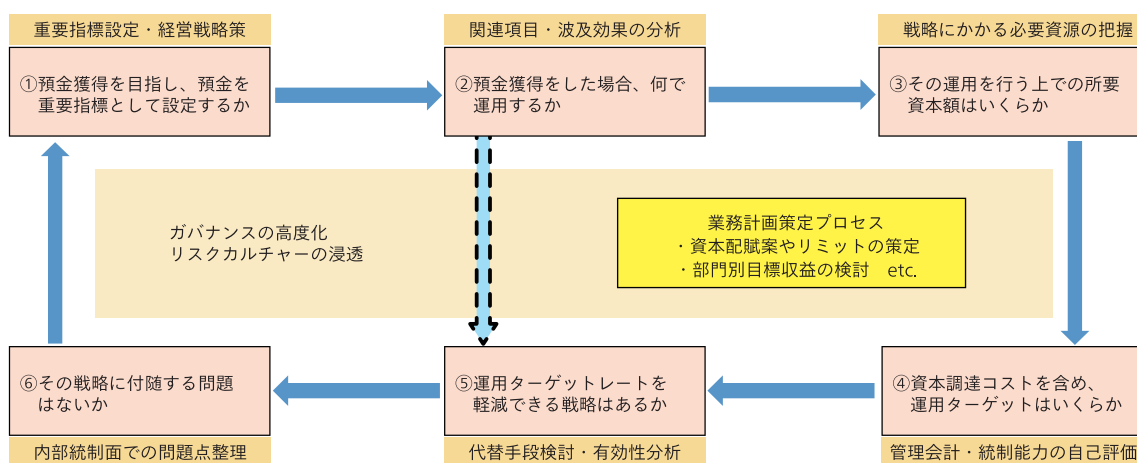 重要指標設定・経営戦略策
①預金獲得を目指し、預金を
重要指標として設定するか
関連項目・波及効果の分析
②預金獲得をした場合、何で
運用するか
戦略にかかる必要資源の把握
③その運用を行う上での所要
資本額はいくらか
ガバナンスの高度化
リスクカルチャーの浸透
業務計画策定プロセス
・資本配賦案やリミットの策定
・部門別目標収益の検討 etc.
④資本調達コストを含め、
運用ターゲットはいくらか
管理会計・統制能力の自己評価
⑤運用ターゲットレートを
軽減できる戦略はあるか
代替手段検討・有効性分析
⑥その戦略に付随する問題
はないか
内部統制面での問題点整理